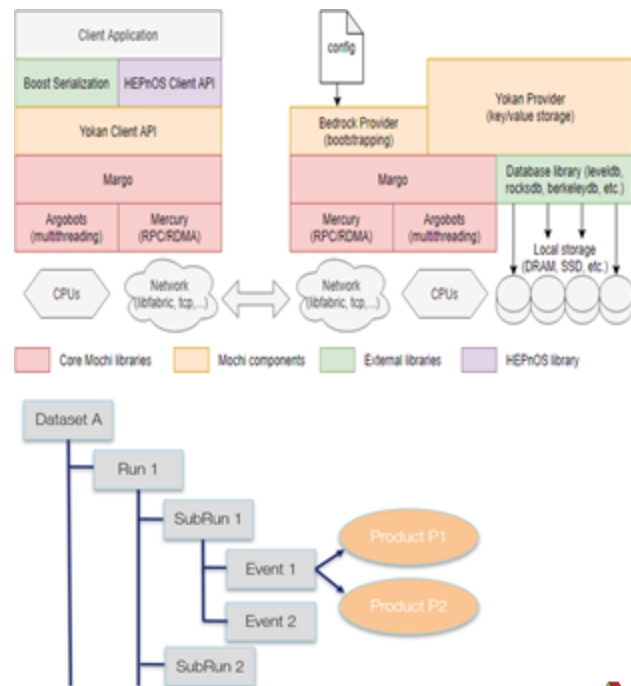 Client Application
Boost Serialization
HEPnOS Client API
Yokan Client API
Margo
Argobots
(multithreading)
Mercury
(RPC/RDMA)
CPUs
Network
(libfabric, tcp,...)
config
Bedrock Provider
(bootstrapping)
Yokan Provider
(key/value storage)
Margo
Database library (leveldb,
rocksdb, berkeleydb, etc.)
Mercury
(RPC/RDMA)
Argobots
(multithreading)
Local storage
(DRAM, SSD, etc.)
Network
(libfabric, tcp,...)
CPUs
Core Mochi libraries
Mochi components
External libraries
HEPnOS library
Dataset A
Run 1
SubRun 1
Product P1
Event 1
Product P2
Event 2
SubRun 2